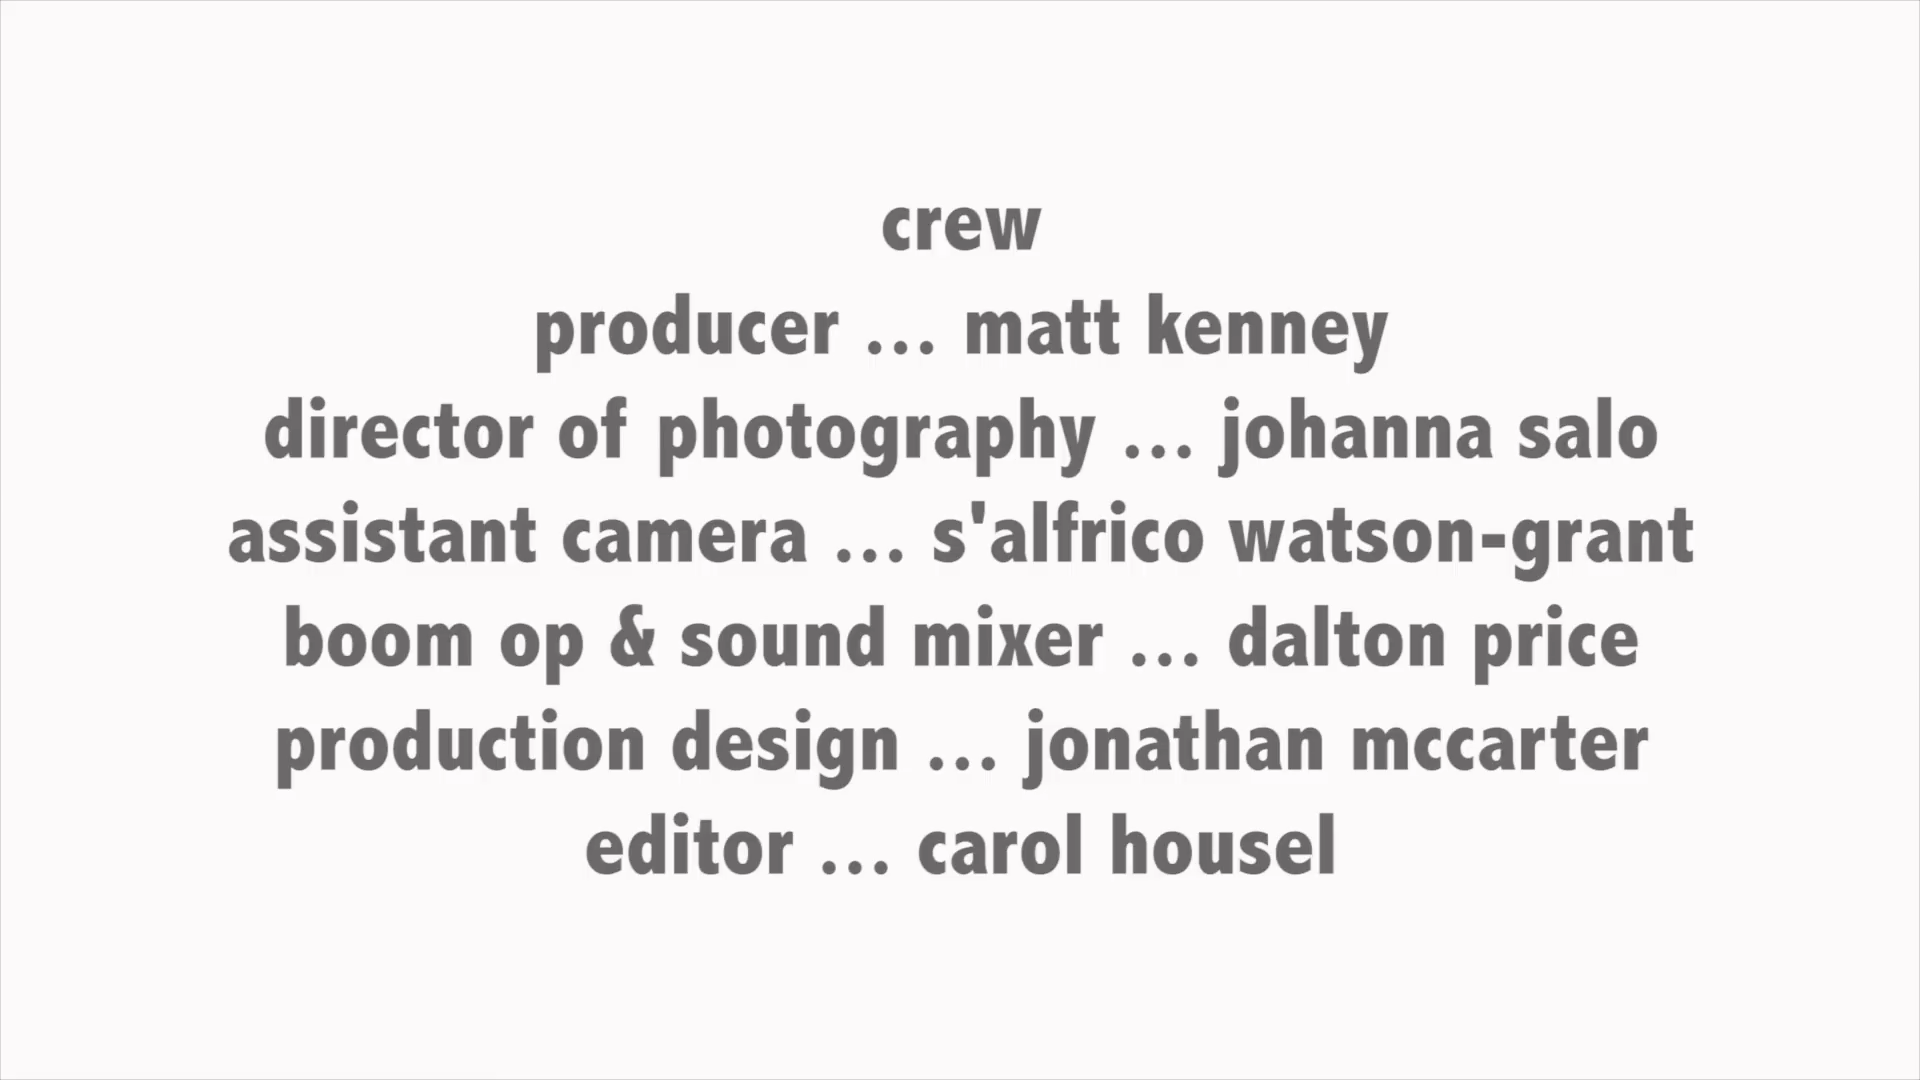 crew
producer ... matt kenney
director of photography ... johanna salo
assistant camera ... s'alfrico watson-grant
boom op & sound mixer ... dalton price
production design ... jonathan mccarter
editor ... carol housel